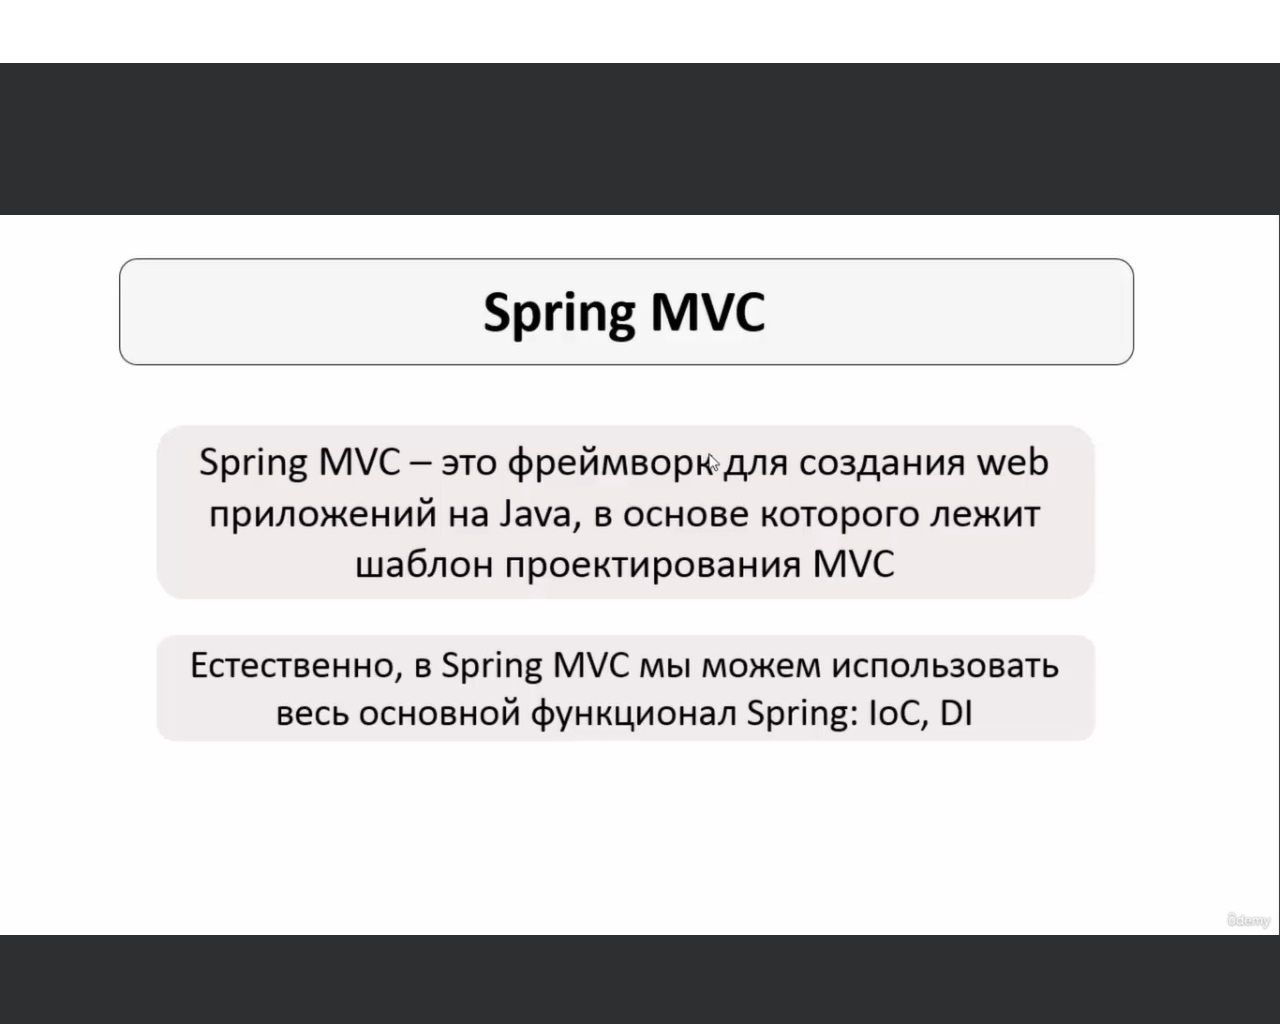 Spring MVC
Spring MVC – это фреймворк для создания web
приложений на Java, в основе которого лежит
шаблон проектирования MVC
Естественно, в Spring MVC мы можем использовать
весь основной функционал Spring: IoC, DI
ûdemy